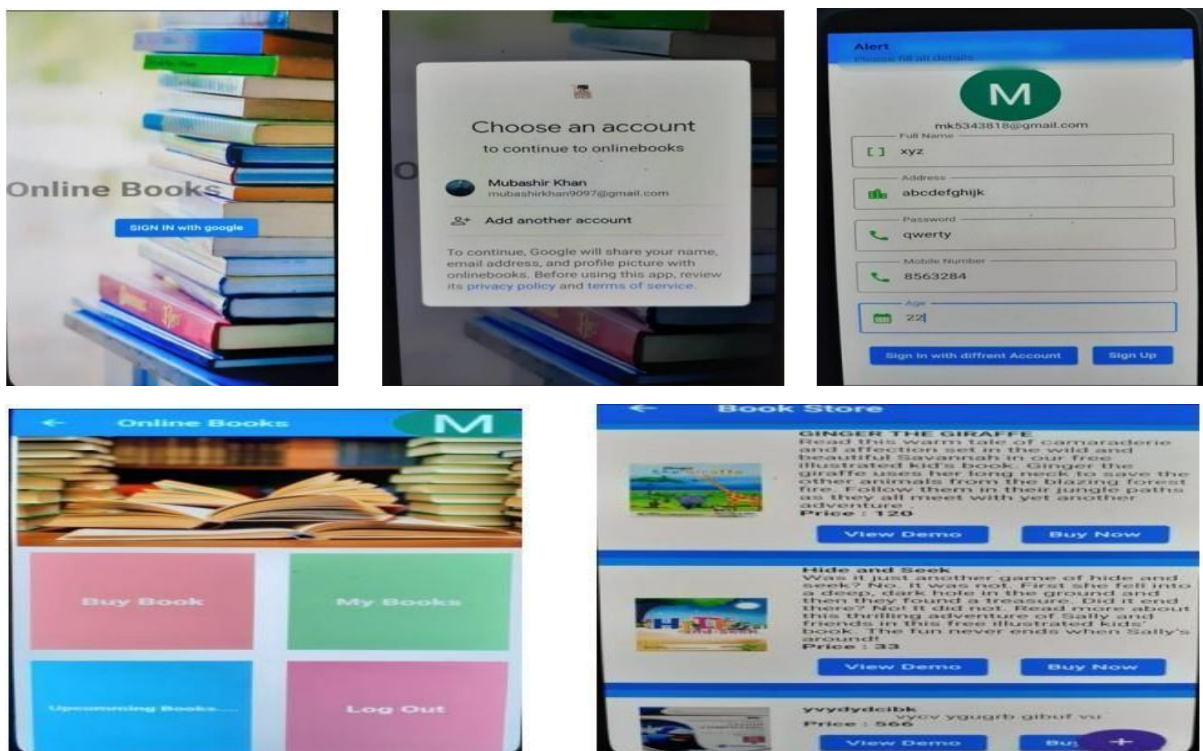 Online Books
SIGN IN with google
Choose an account
to continue to onlinebooks
Mubashir Khan
mubashirkhan9097@gmail.com
Add another account
To continue, Google will share your name,
email address, and profile picture with
onlinebooks. Before using this app, review
its privacy policy and terms of service.
Alert
Please fill all details
M
mk5343818@gmail.com
Full Name
xyz
Address
abcdefghijk
Password
qwerty
Mobile Number
8563284
Age
22
Sign In with diffrent Account
Sign Up
Online Books
M
Buy Book
My Books
Upcomming Books....
Log Out
Book Store
GINGER THE GIRAFFE
Read this warm tale of camaraderie
and affection set in the wild and
beautiful Savannah in our free
illustrated kid's book. Ginger the
giraffe uses her long neck to save the
other animals from the blazing forest
fire. Follow them in their jungle paths
as they all meet with yet another
adventure .
Price : 120
View Demo
Buy Now
Hide and Seek
Was it just another game of hide and
seek? No. It was not. First she fell into
a deep, dark hole in the ground and
then they found a treasure. Did it end
there? No! It did not. Read more about
this thrilling adventure of Sally and
friends in this free illustrated kids'
book. The fun never ends when Sally's
around!
Price : 33
View Demo
Buy Now
yvydydcibk
vycv ygugrb gibuf vu
Price : 566
View Demo
+